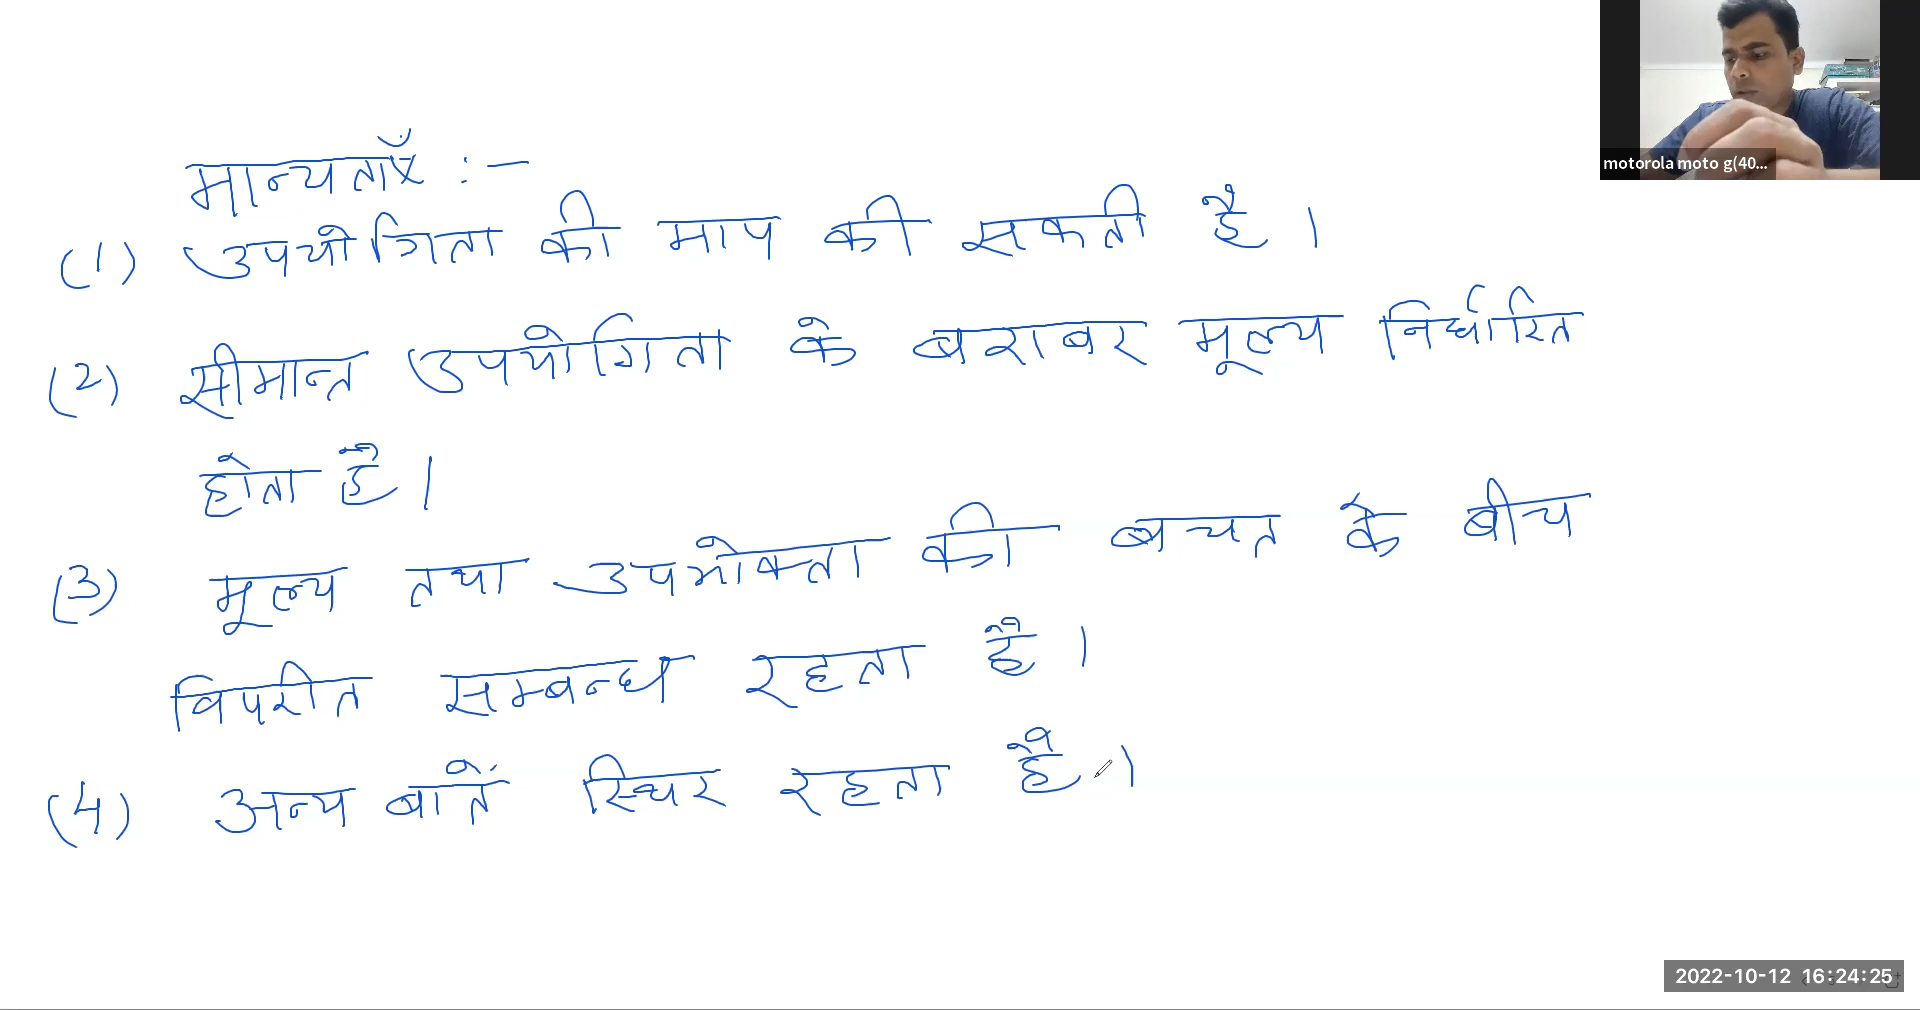 मान्यताएँ :-
(1) उपयोगिता की माप की सकती है ।
(2) सीमान्त उपयोगिता के बराबर मूल्य निर्धारित
होता है ।
(3) मूल्य तथा उपभोक्ता की बचत के बीच
विपरीत सम्बन्ध रहता है ।
(4) अन्य बातें स्थिर रहता है ।
motorola moto g(40...
2022-10-12 16:24:25